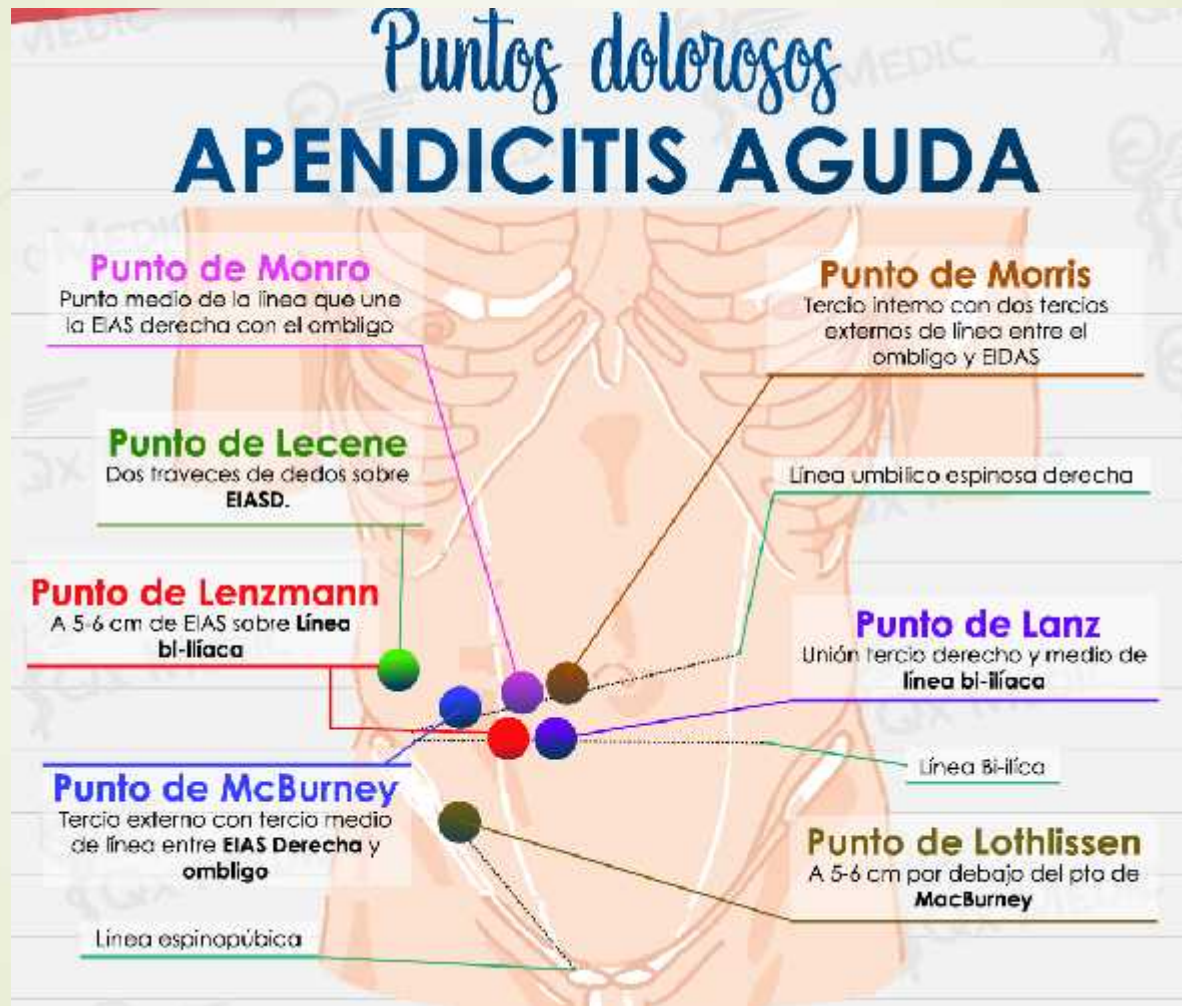 Puntos dolorosos
APENDICITIS AGUDA
Punto de Monro
Punto medio de la línea que une
la EIAS derecha con el ombligo
Punto de Morris
Tercio interno con dos tercios
externos de línea entre el
ombligo y EIDAS
Punto de Lecene
Dos traveces de dedos sobre
EIASD.
Línea umbilico espinosa derecha
Punto de Lenzmann
A 5-6 cm de EIAS sobre Línea
bi-Iliaca
Punto de Lanz
Unión tercio derecho y medio de
línea bi-ilíaca
Línea Bi-ilíca
Punto de McBurney
Tercio externo con tercio medio
de línea entre EIAS Derecha y
ombligo
Punto de Lothlissen
A 5-6 cm por debajo del pto de
MacBurney
Linea espinopúbica